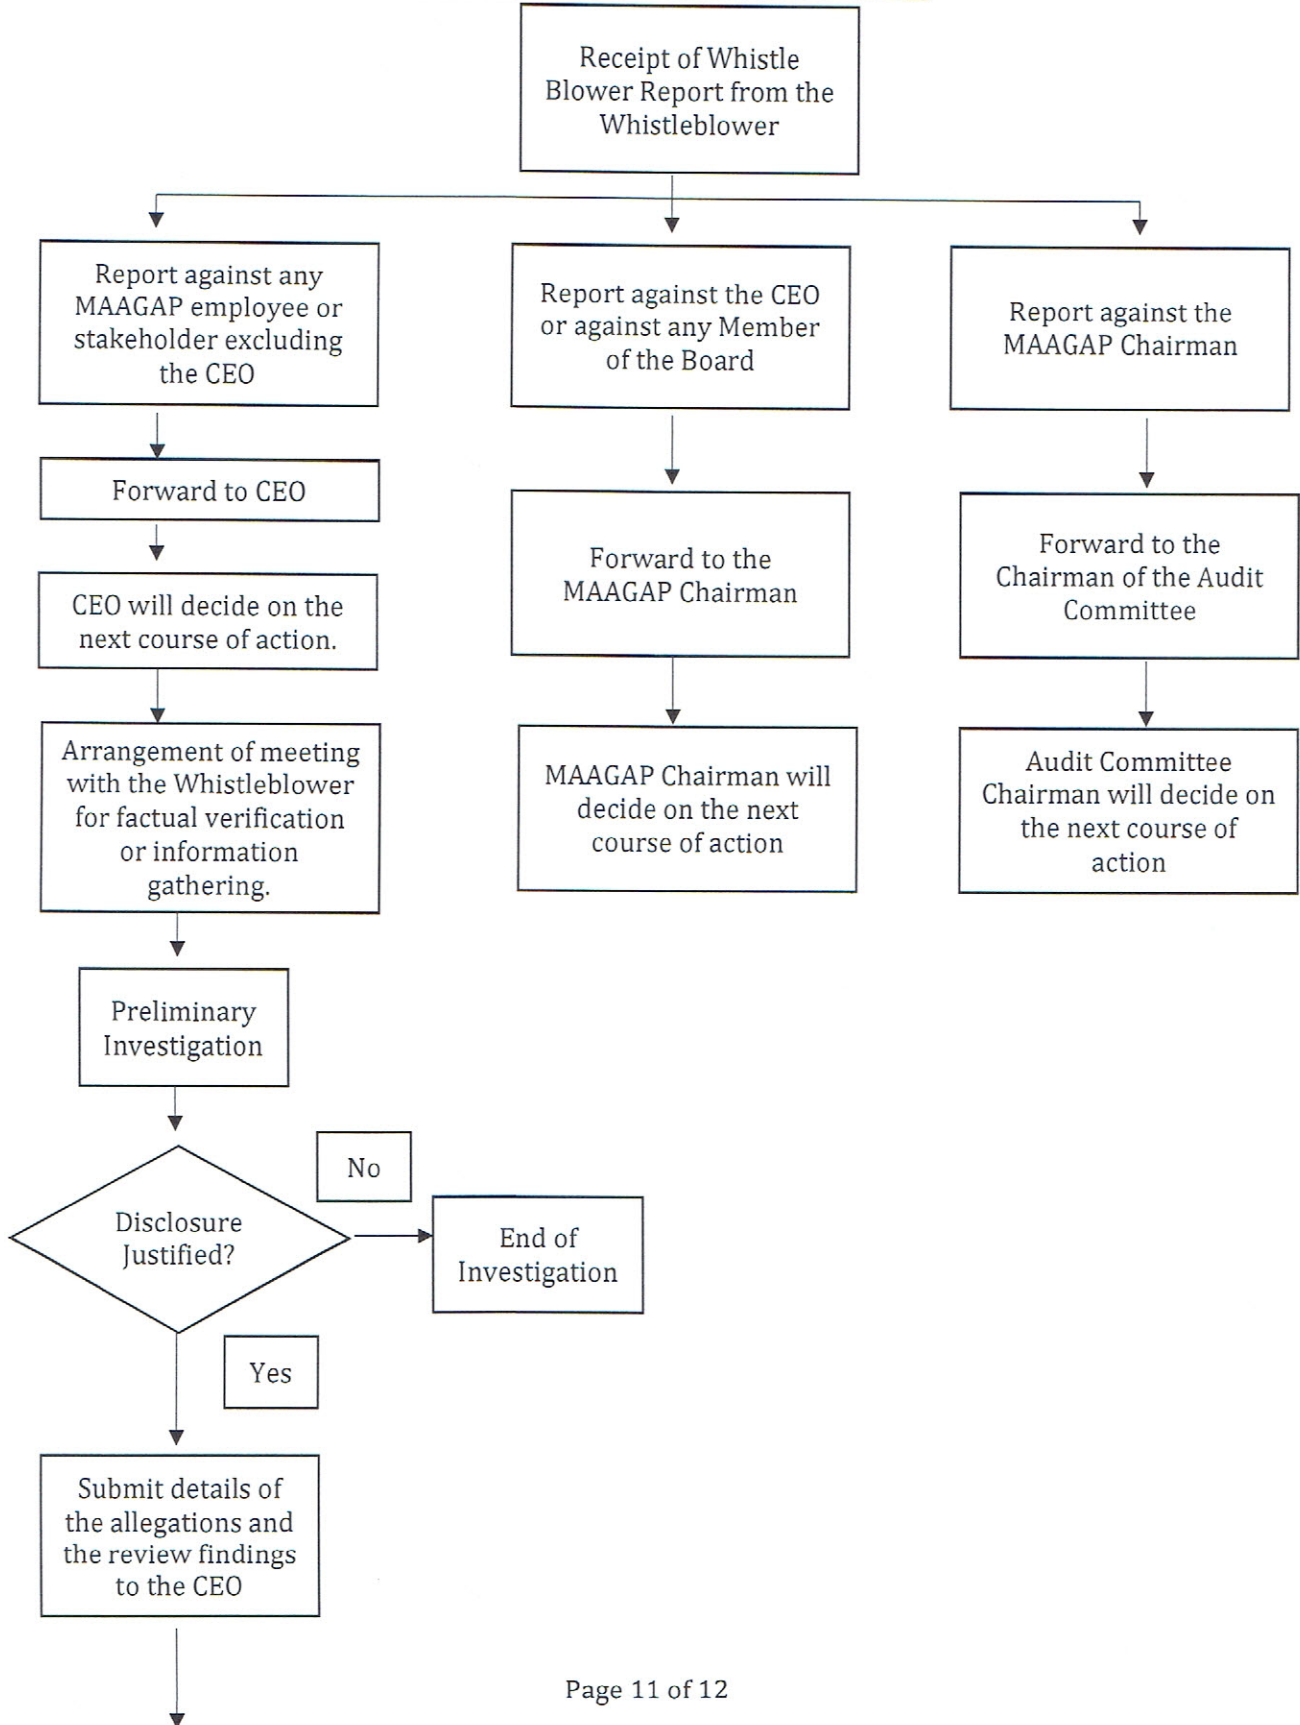 Receipt of Whistle
Blower Report from the
Whistleblower
Report against any
MAAGAP employee or
stakeholder excluding
the CEO
Report against the CEO
or against any Member
of the Board
Report against the
MAAGAP Chairman
Forward to CEO
Forward to the
MAAGAP Chairman
Forward to the
Chairman of the Audit
Committee
CEO will decide on the
next course of action.
Arrangement of meeting
with the Whistleblower
for factual verification
or information
gathering.
MAAGAP Chairman will
decide on the next
course of action
Audit Committee
Chairman will decide on
the next course of
action
Preliminary
Investigation
Disclosure
Justified?
No
End of
Investigation
Yes
Submit details of
the allegations and
the review findings
to the CEO
Page 11 of 12